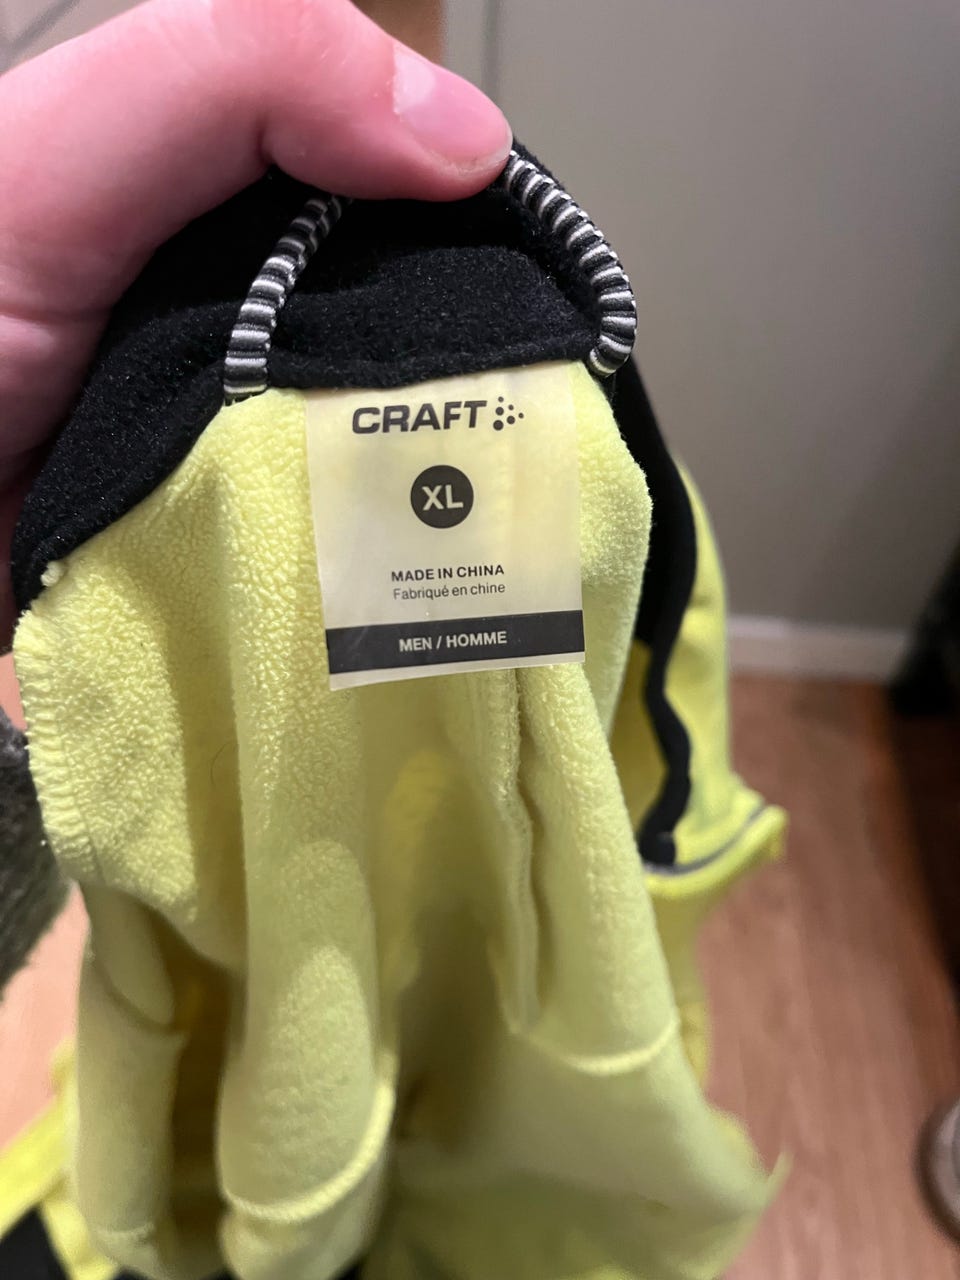 CRAFT
XL
MADE IN CHINA
Fabriqué en chine
MEN / HOMME